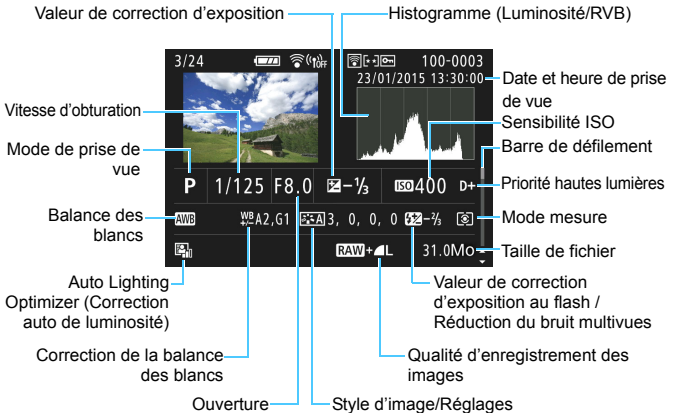 Valeur de correction d'exposition
Histogramme (Luminosité/RVB)
3/24
OFF
100-0003
23/01/2015 13:30:00
Date et heure de prise
de vue
Vitesse d'obturation
Sensibilité ISO
Mode de prise de
vue
Barre de défilement
P 1/125 F8.0 -1/3 ISO 400 D+
Priorité hautes lumières
Balance des
blancs
AWB WB+/- A2,G1 A 3, 0, 0, 0 -2/3
Mode mesure
RAW+L 31.0Mo
Taille de fichier
Auto Lighting
Optimizer (Correction
auto de luminosité)
Valeur de correction
d'exposition au flash /
Réduction du bruit multivues
Correction de la balance
des blancs
Qualité d'enregistrement des
images
Ouverture
Style d'image/Réglages